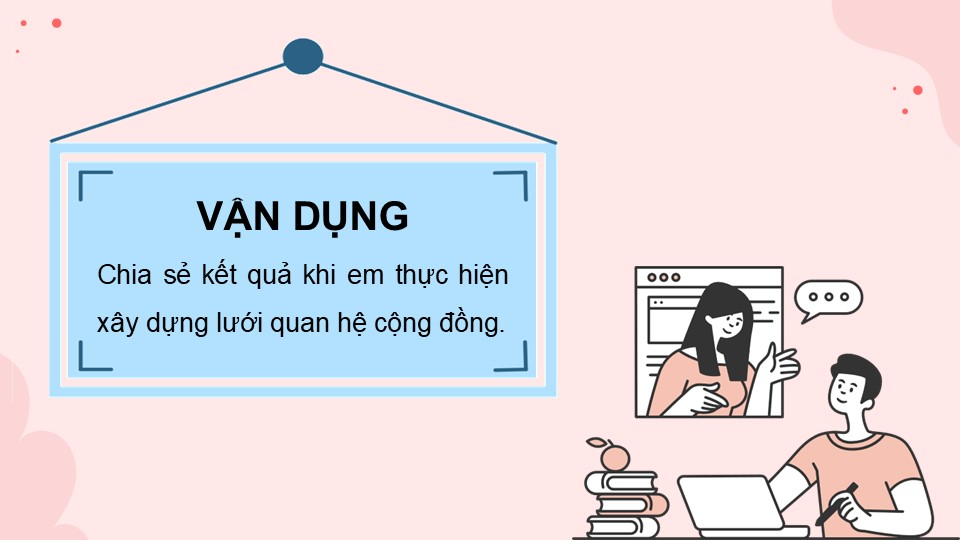 VẬN DỤNG
Chia sẻ kết quả khi em thực hiện
xây dựng lưới quan hệ cộng đồng.